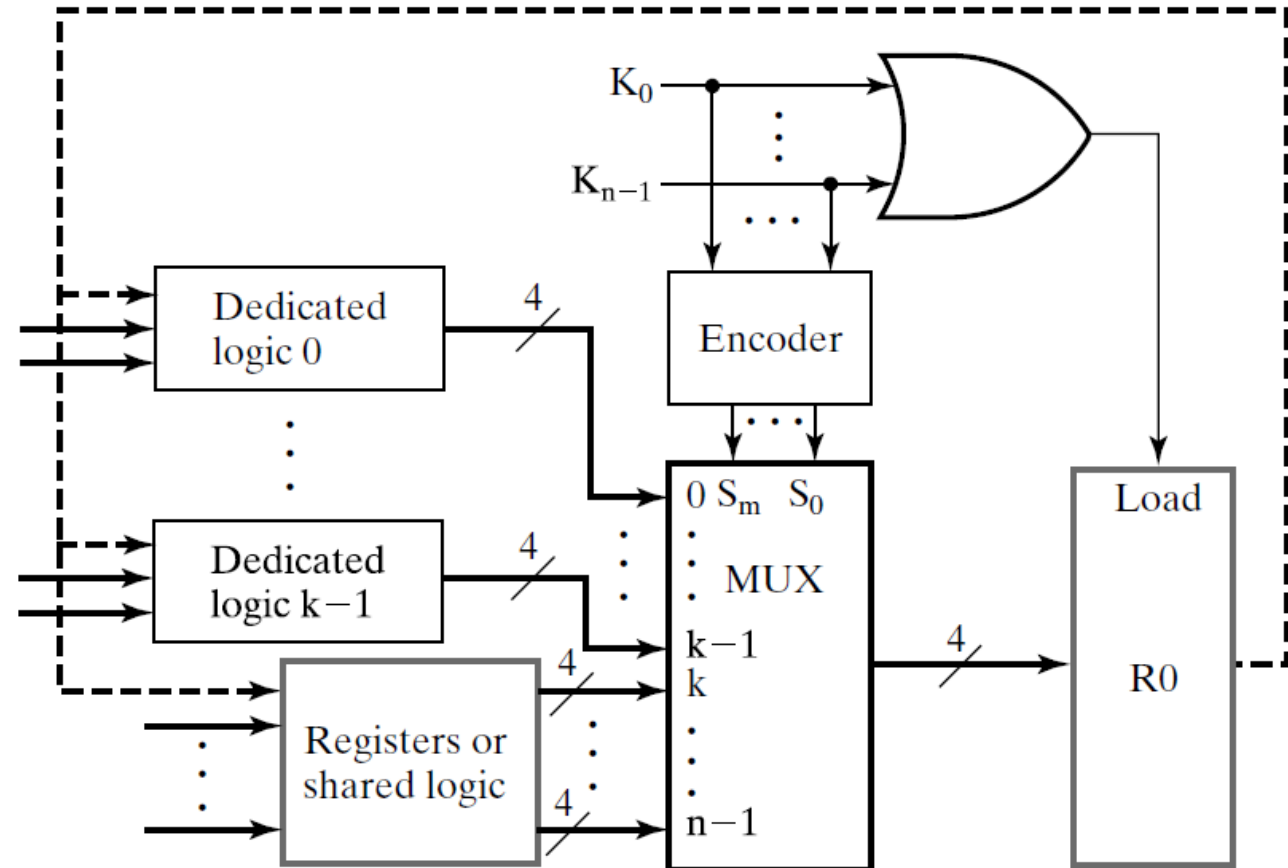 K₀
Kₙ₋₁
Dedicated
logic 0
4
Encoder
0 Sₘ S₀
Load
Dedicated
logic k−1
4
MUX
k−1
4
k
4
R0
Registers or
shared logic
4
n−1